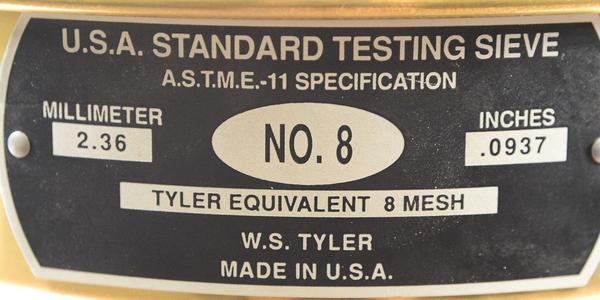 U.S.A. STANDARD TESTING SIEVE
A.S.T.M.E.-11 SPECIFICATION
MILLIMETER
2.36
NO. 8
INCHES
.0937
TYLER EQUIVALENT 8 MESH
W.S. TYLER
MADE IN U.S.A.